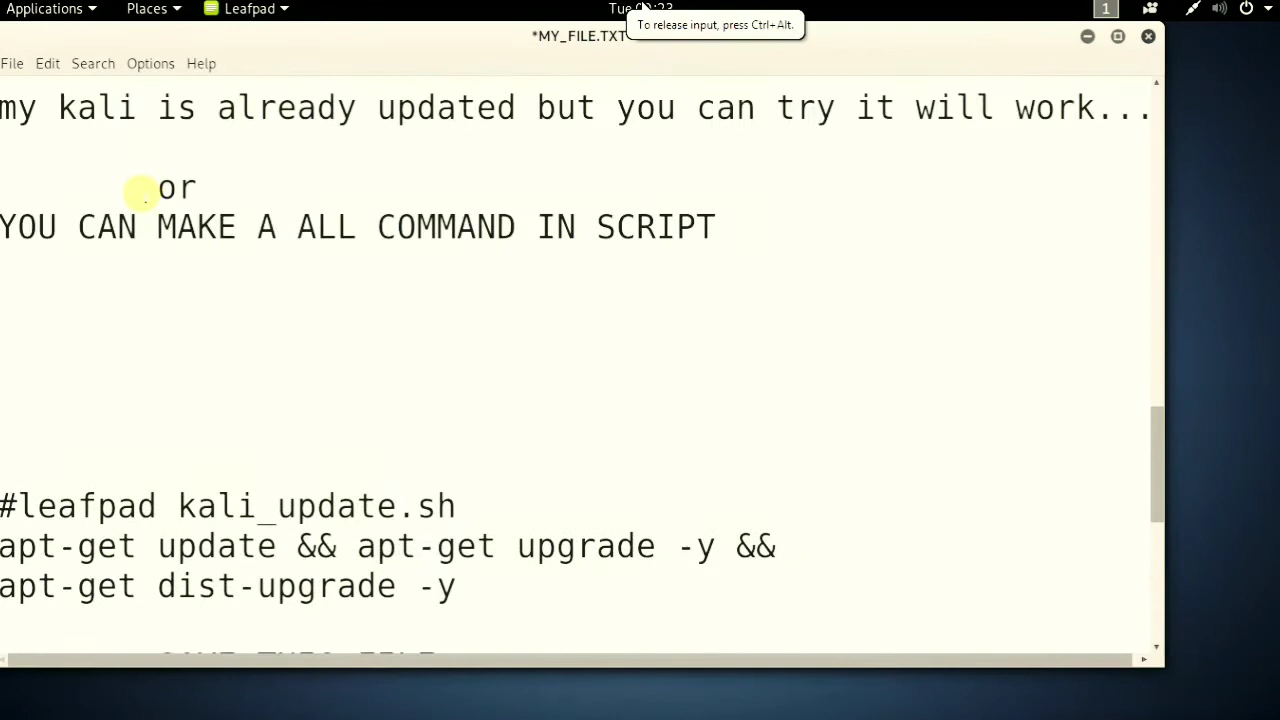 Applications Places Leafpad Tue 1
To release input, press Ctrl+Alt.
*MY_FILE.TXT
File Edit Search Options Help
my kali is already updated but you can try it will work...
or
YOU CAN MAKE A ALL COMMAND IN SCRIPT
#leafpad kali_update.sh
apt-get update && apt-get upgrade -y &&
apt-get dist-upgrade -y